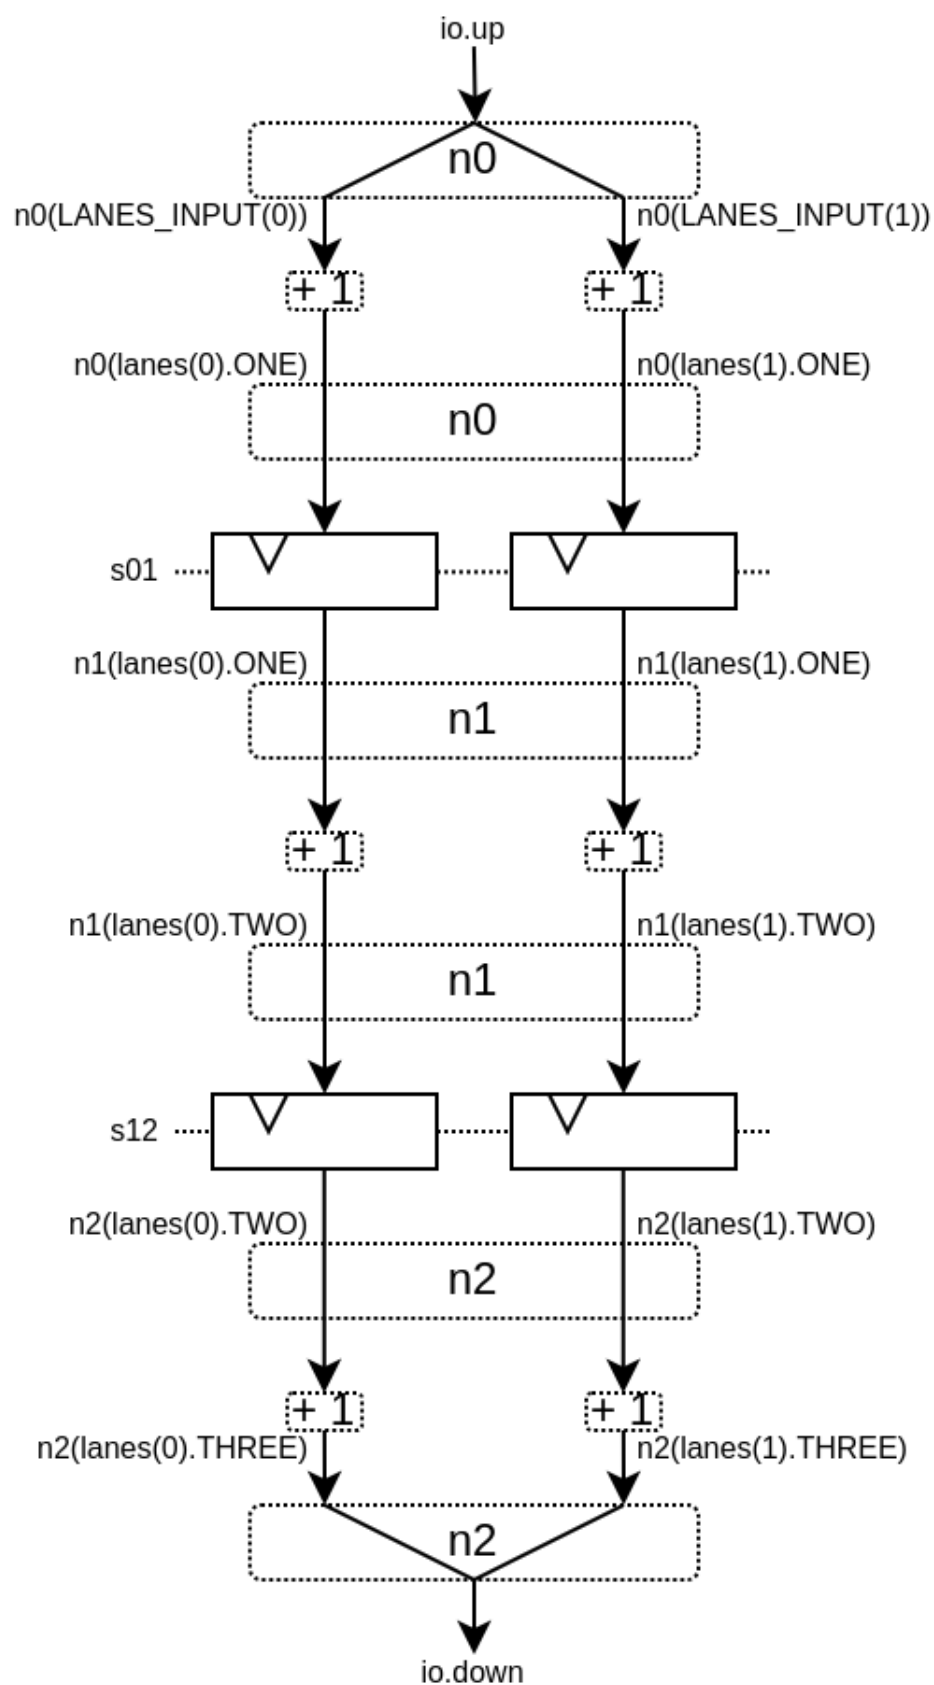 io.up
n0
n0(LANES_INPUT(0)) n0(LANES_INPUT(1))
+ 1 + 1
n0(lanes(0).ONE) n0(lanes(1).ONE)
n0
s01
n1(lanes(0).ONE) n1(lanes(1).ONE)
n1
+ 1 + 1
n1(lanes(0).TWO) n1(lanes(1).TWO)
n1
s12
n2(lanes(0).TWO) n2(lanes(1).TWO)
n2
+ 1 + 1
n2(lanes(0).THREE) n2(lanes(1).THREE)
n2
io.down